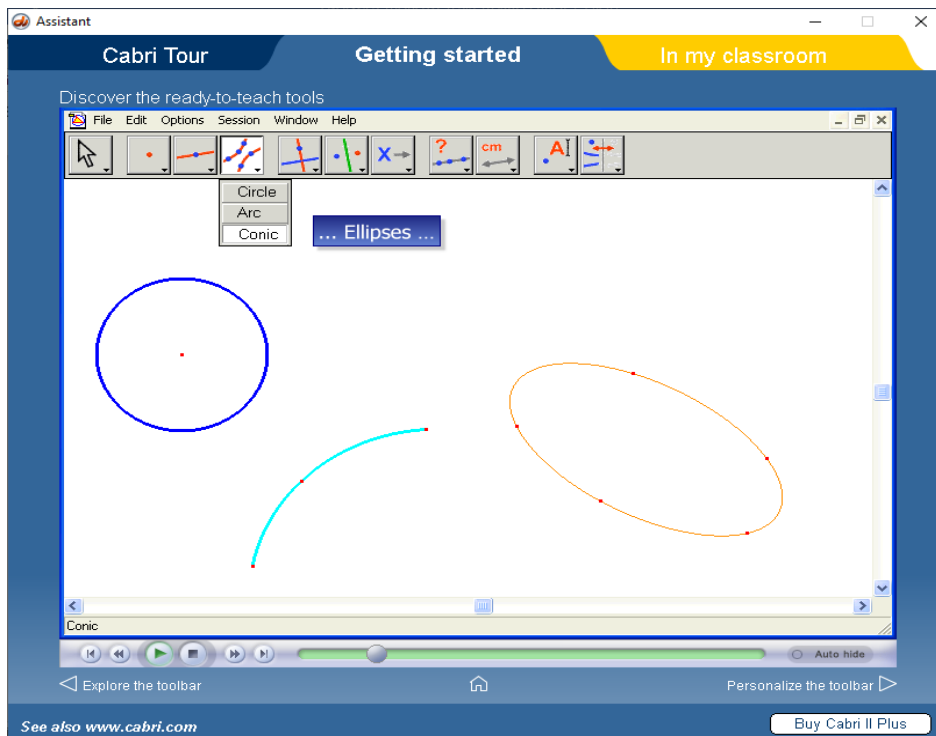 Assistant
Cabri Tour Getting started In my classroom
Discover the ready-to-teach tools
File Edit Options Session Window Help
? cm A
X
Circle
Arc
Conic
... Ellipses ...
Conic
Auto hide
Explore the toolbar Personalize the toolbar
See also www.cabri.com Buy Cabri II Plus